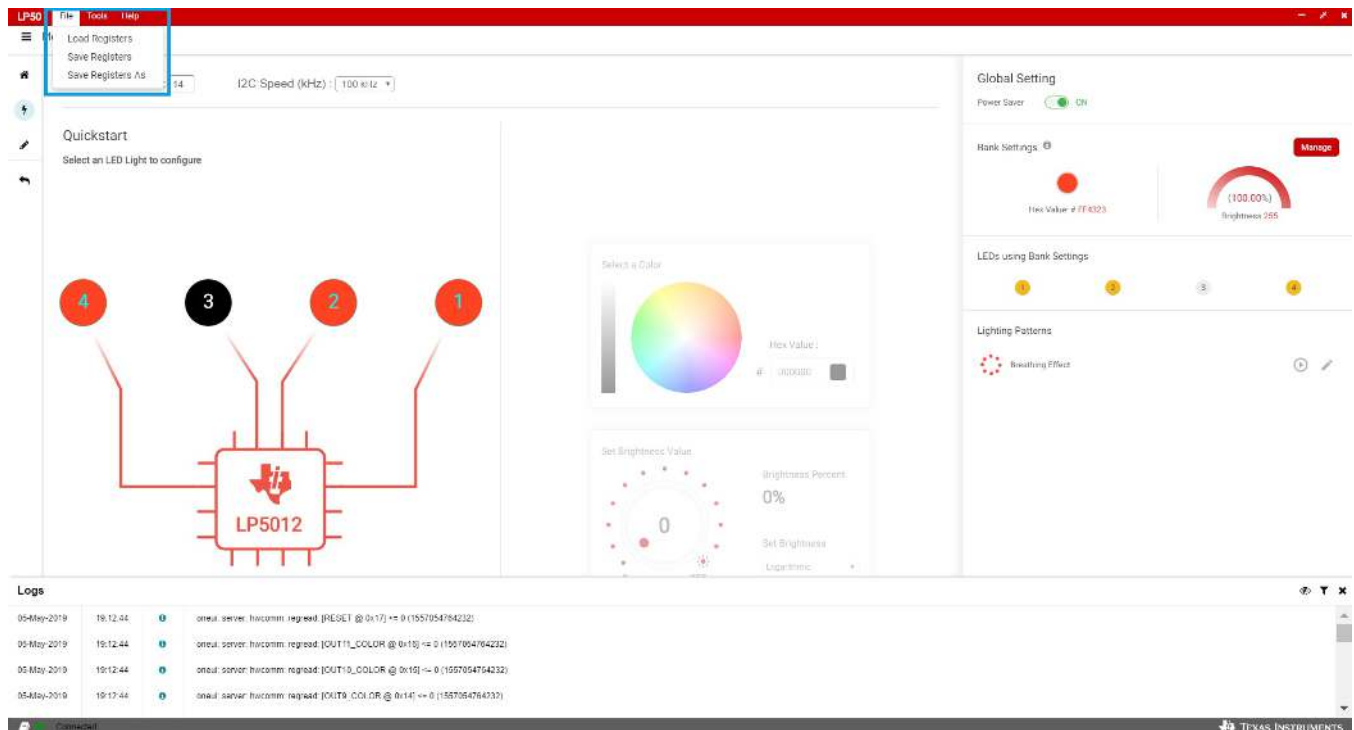 LP50 File Tools Help
Load Registers
Save Registers
Save Registers As
14 I2C Speed (kHz) : 100 kHz
Quickstart
Select an LED Light to configure
4 3 2 1
LP5012
Select a Color
Hex Value :
#
Set Brightness Value
Brightness Percent
0%
0
Set Brightness
Logarithmic
Global Setting
Power Saver ON
Bank Settings Manage
Hex Value # FF4323
(100.00%)
Brightness 255
LEDs using Bank Settings
1 2 3 4
Lighting Patterns
Breathing Effect
Logs
05-May-2019 19:12:44 oneui: server: hwcomm: regread: [RESET @ 0x17] <= 0 (1557054764232)
05-May-2019 19:12:44 oneui: server: hwcomm: regread: [OUT11_COLOR @ 0x16] <= 0 (1557054764232)
05-May-2019 19:12:44 oneui: server: hwcomm: regread: [OUT10_COLOR @ 0x15] <= 0 (1557054764232)
05-May-2019 19:12:44 oneui: server: hwcomm: regread: [OUT9_COLOR @ 0x14] <= 0 (1557054764232)
Connected TEXAS INSTRUMENTS